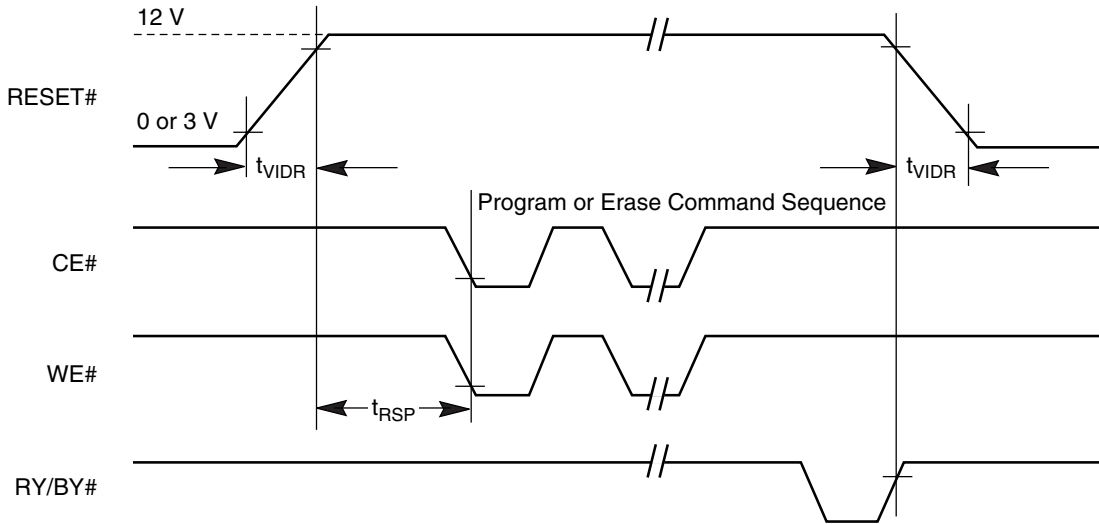 12 V
RESET#
0 or 3 V
tVIDR
tVIDR
Program or Erase Command Sequence
CE#
WE#
tRSP
RY/BY#